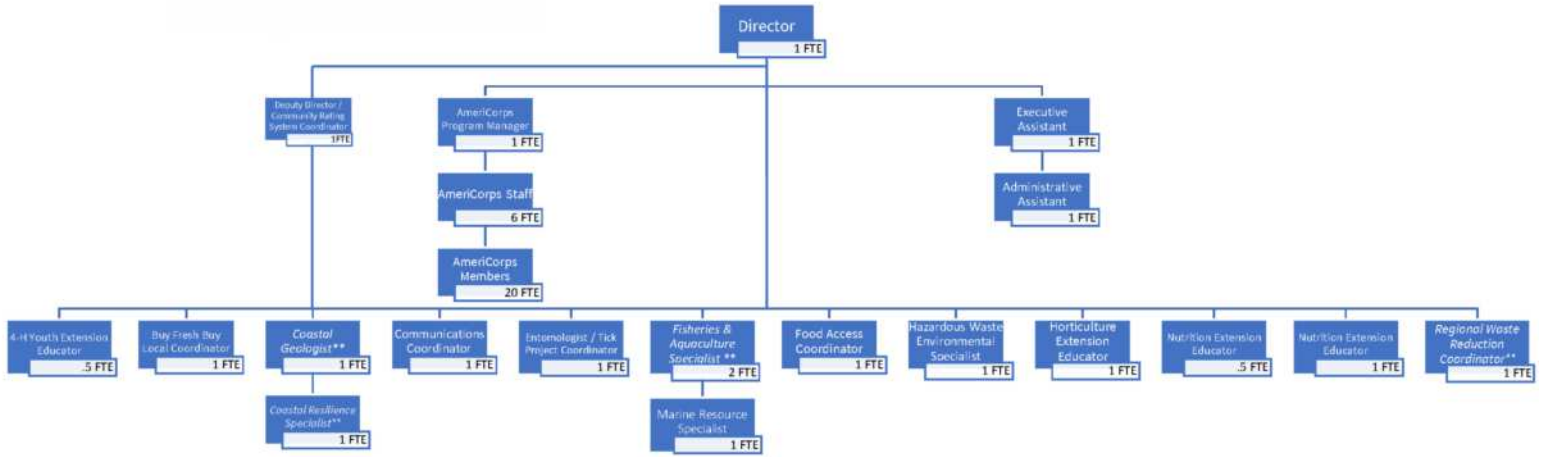 Director
1 FTE
Deputy Director /
Community Rating
System Coordinator
1FTE
AmeriCorps
Program Manager
1 FTE
Executive
Assistant
1 FTE
AmeriCorps Staff
6 FTE
Administrative
Assistant
1 FTE
AmeriCorps
Members
20 FTE
4-H Youth Extension
Educator
.5 FTE
Buy Fresh Buy
Local Coordinator
1 FTE
Coastal
Geologist**
1 FTE
Communications
Coordinator
1 FTE
Entomologist / Tick
Project Coordinator
1 FTE
Fisheries &
Aquaculture
Specialist **
2 FTE
Food Access
Coordinator
1 FTE
Hazardous Waste
Environmental
Specialist
1 FTE
Horticulture
Extension
Educator
1 FTE
Nutrition Extension
Educator
.5 FTE
Nutrition Extension
Educator
1 FTE
Regional Waste
Reduction
Coordinator**
1 FTE
Coastal Resilience
Specialist**
1 FTE
Marine Resource
Specialist
1 FTE